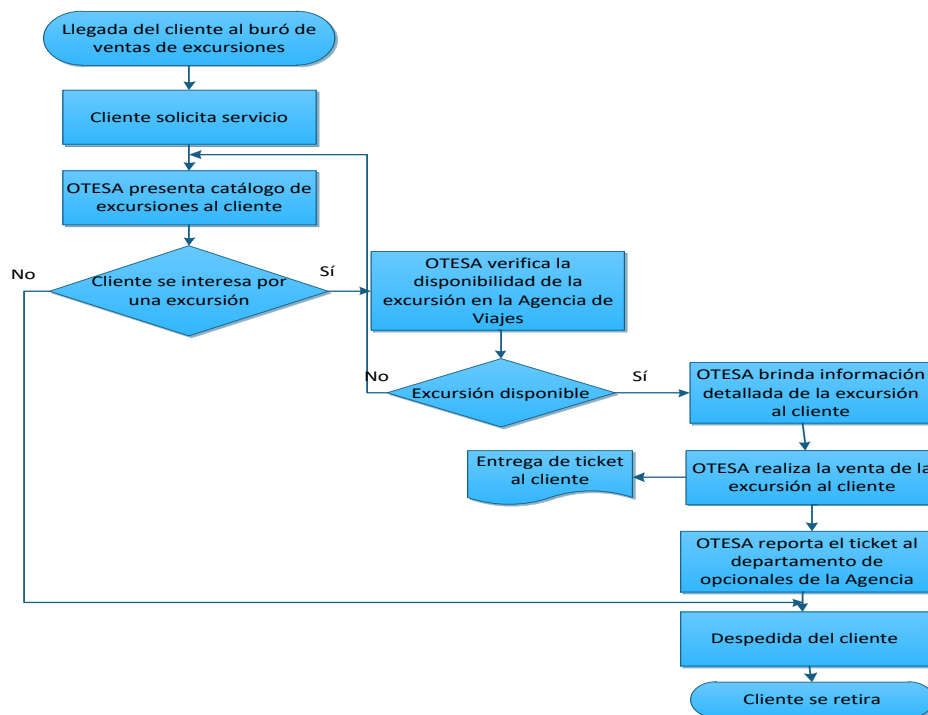 Llegada del cliente al buró de
ventas de excursiones
Cliente solicita servicio
OTESA presenta catálogo de
excursiones al cliente
No
Cliente se interesa por
una excursión
Sí
OTESA verifica la
disponibilidad de la
excursión en la Agencia de
Viajes
No
Excursión disponible
Sí
OTESA brinda información
detallada de la excursión
al cliente
Entrega de ticket
al cliente
OTESA realiza la venta de la
excursión al cliente
OTESA reporta el ticket al
departamento de
opcionales de la Agencia
Despedida del cliente
Cliente se retira